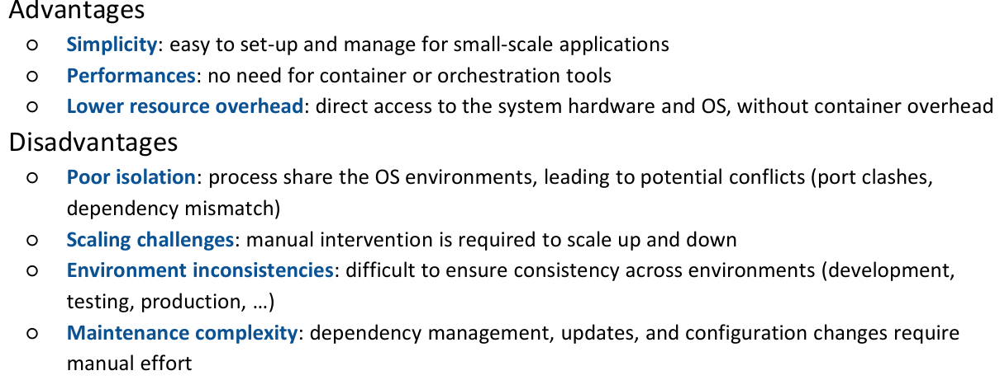 Advantages
○ Simplicity: easy to set-up and manage for small-scale applications
○ Performances: no need for container or orchestration tools
○ Lower resource overhead: direct access to the system hardware and OS, without container overhead
Disadvantages
○ Poor isolation: process share the OS environments, leading to potential conflicts (port clashes,
dependency mismatch)
○ Scaling challenges: manual intervention is required to scale up and down
○ Environment inconsistencies: difficult to ensure consistency across environments (development,
testing, production, ...)
○ Maintenance complexity: dependency management, updates, and configuration changes require
manual effort